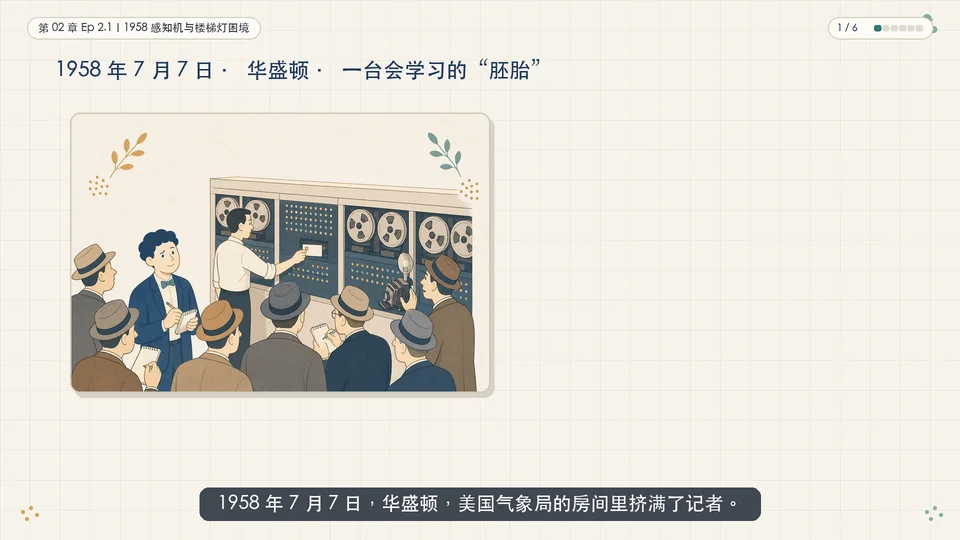 第 02 章 Ep 2.1 | 1958 感知机与楼梯灯困境
1 / 6
1958 年 7 月 7 日 · 华盛顿 · 一台会学习的“胚胎”
1958 年 7 月 7 日，华盛顿，美国气象局的房间里挤满了记者。